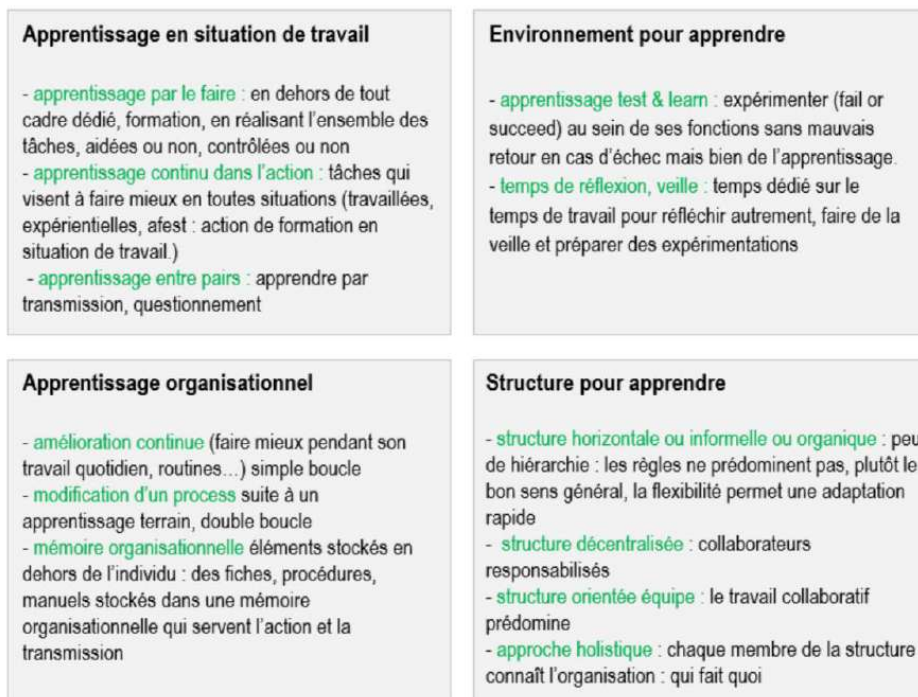 Apprentissage en situation de travail
- apprentissage par le faire : en dehors de tout
cadre dédié, formation, en réalisant l'ensemble des
tâches, aidées ou non, contrôlées ou non
- apprentissage continu dans l'action : tâches qui
visent à faire mieux en toutes situations (travaillées,
expérientielles, afest : action de formation en
situation de travail.)
- apprentissage entre pairs : apprendre par
transmission, questionnement
Environnement pour apprendre
- apprentissage test & learn : expérimenter (fail or
succeed) au sein de ses fonctions sans mauvais
retour en cas d'échec mais bien de l'apprentissage.
- temps de réflexion, veille : temps dédié sur le
temps de travail pour réfléchir autrement, faire de la
veille et préparer des expérimentations
Apprentissage organisationnel
- amélioration continue (faire mieux pendant son
travail quotidien, routines...) simple boucle
- modification d'un process suite à un
apprentissage terrain, double boucle
- mémoire organisationnelle éléments stockés en
dehors de l'individu : des fiches, procédures,
manuels stockés dans une mémoire
organisationnelle qui servent l'action et la
transmission
Structure pour apprendre
- structure horizontale ou informelle ou organique : peu
de hiérarchie : les règles ne prédominent pas, plutôt le
bon sens général, la flexibilité permet une adaptation
rapide
- structure décentralisée : collaborateurs
responsabilisés
- structure orientée équipe : le travail collaboratif
prédomine
- approche holistique : chaque membre de la structure
connaît l'organisation : qui fait quoi